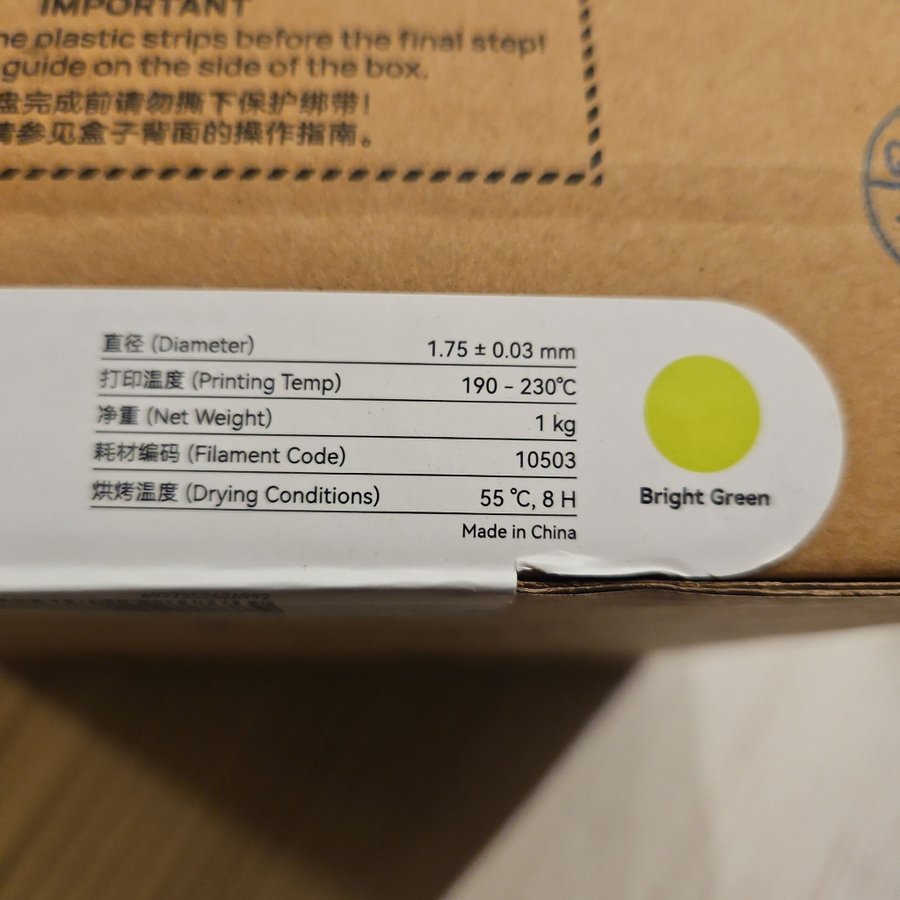 IMPORTANT
plastic strips before the final step!
guide on the side of the box.
完成前请勿撕下保护绑带!
参见盒子背面的操作指南。
直径 (Diameter) 1.75 ± 0.03 mm
打印温度 (Printing Temp) 190 - 230℃
净重 (Net Weight) 1 kg
耗材编码 (Filament Code) 10503
烘烤温度 (Drying Conditions) 55 ℃, 8 H
Made in China
Bright Green